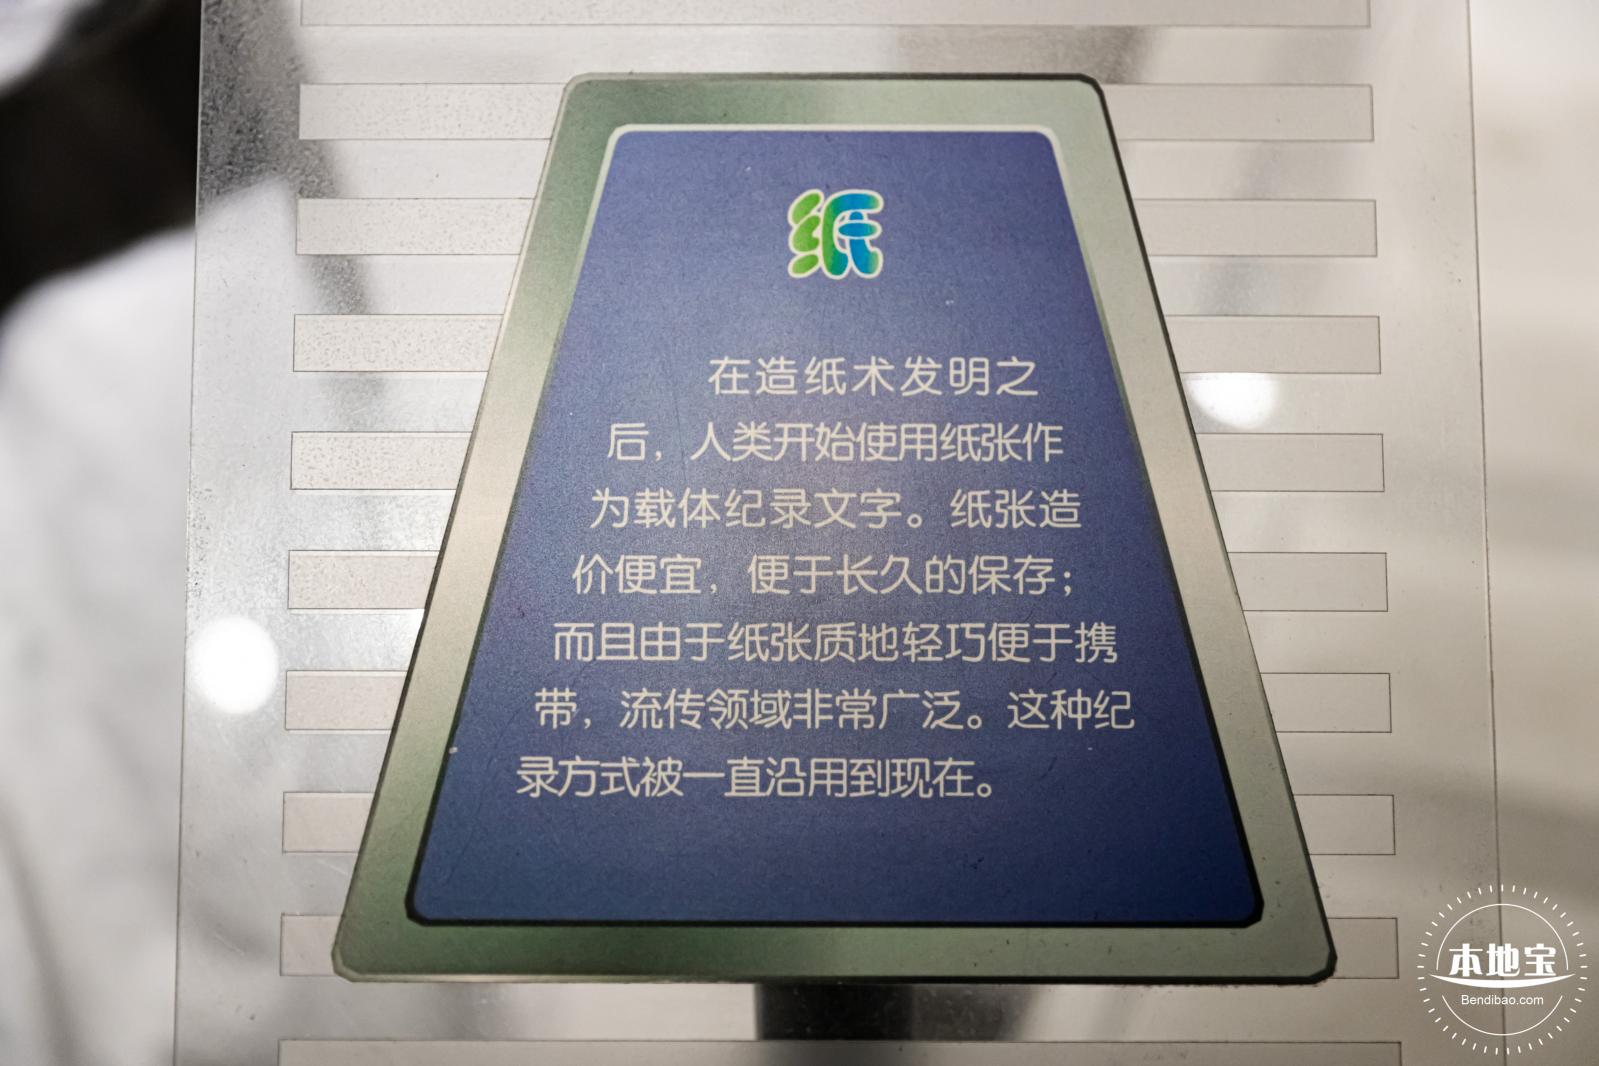 纸
在造纸术发明之
后，人类开始使用纸张作
为载体纪录文字。纸张造
价便宜，便于长久的保存；
而且由于纸张质地轻巧便于携
带，流传领域非常广泛。这种纪
录方式被一直沿用到现在。
本地宝
Bendibao.com